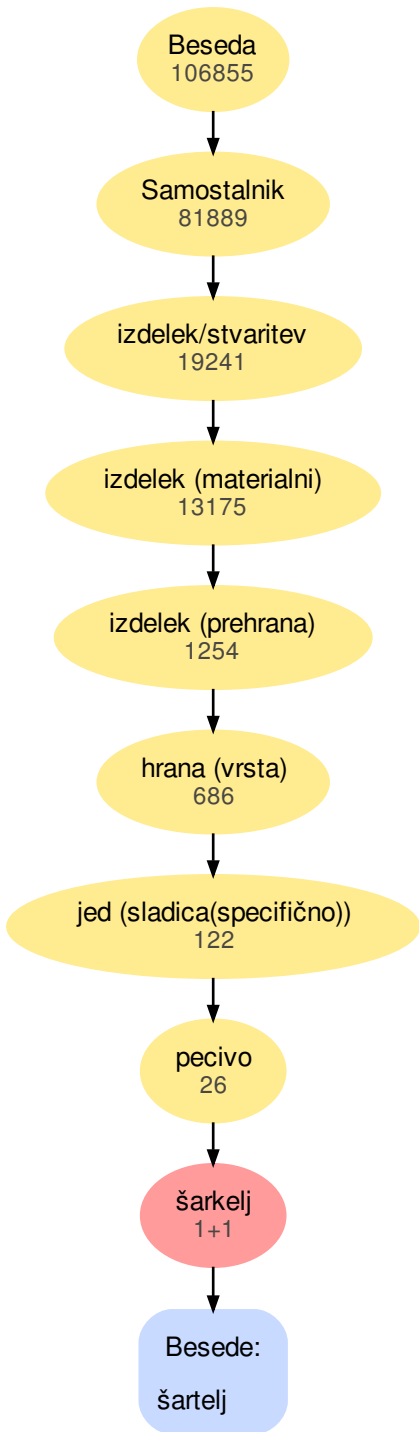 Beseda
106855
Samostalnik
81889
izdelek/stvaritev
19241
izdelek (materialni)
13175
izdelek (prehrana)
1254
hrana (vrsta)
686
jed (sladica(specifično))
122
pecivo
26
šarkelj
1+1
Besede:
šartelj